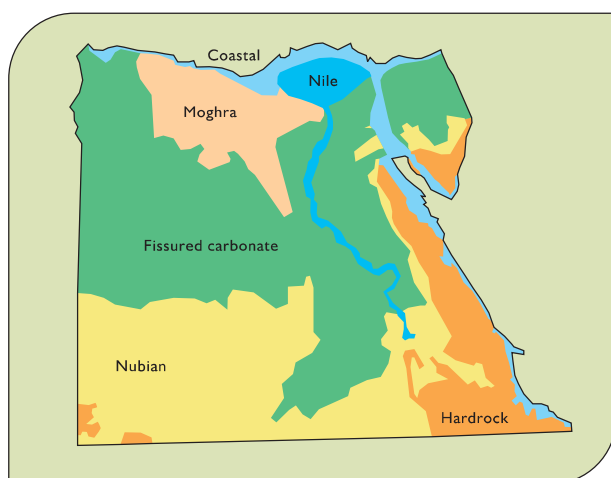 Coastal
Nile
Moghra
Fissured carbonate
Nubian
Hardrock